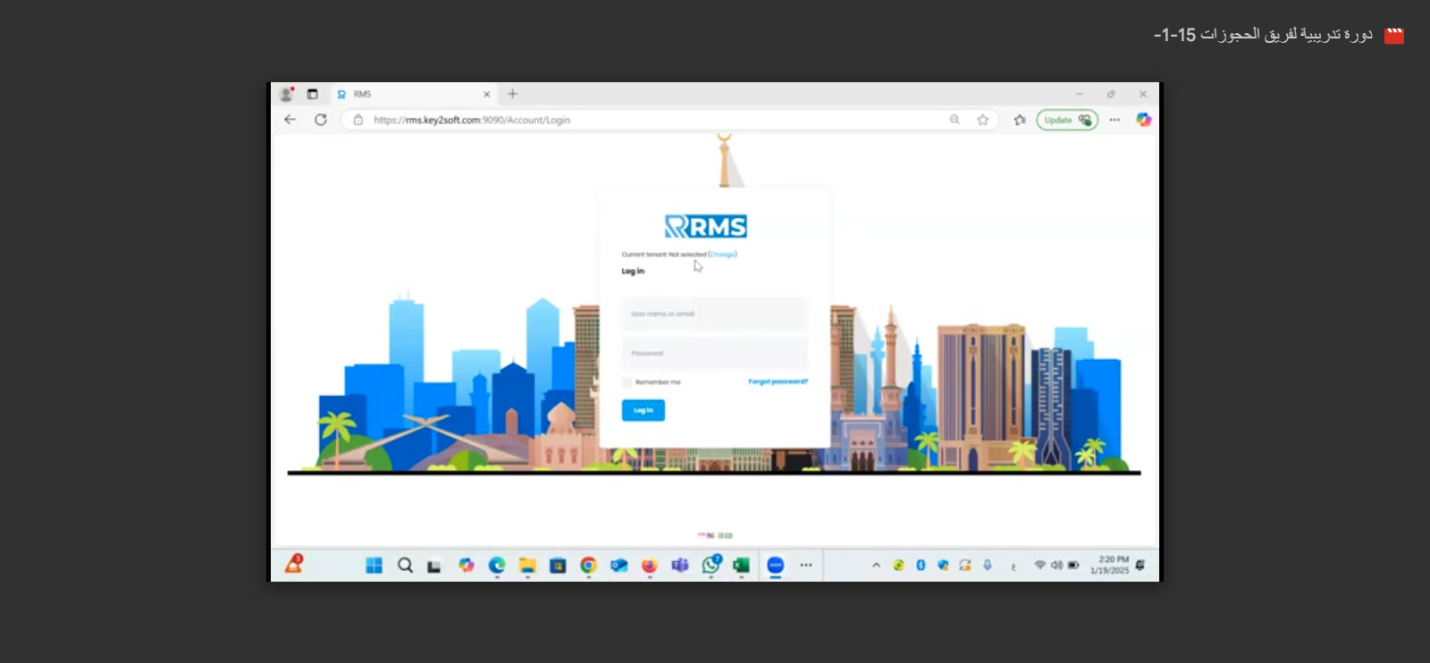 دورة تدريبية لفريق الحجوزات 15-1-
RMS
https://rms.key2soft.com:9090/Account/Login
Update
RMS
Current tenant: Not selected (Change)
Log in
User name or email
Password
Remember me
Forgot password?
Log in
3
7
ع
2:20 PM
1/19/2025